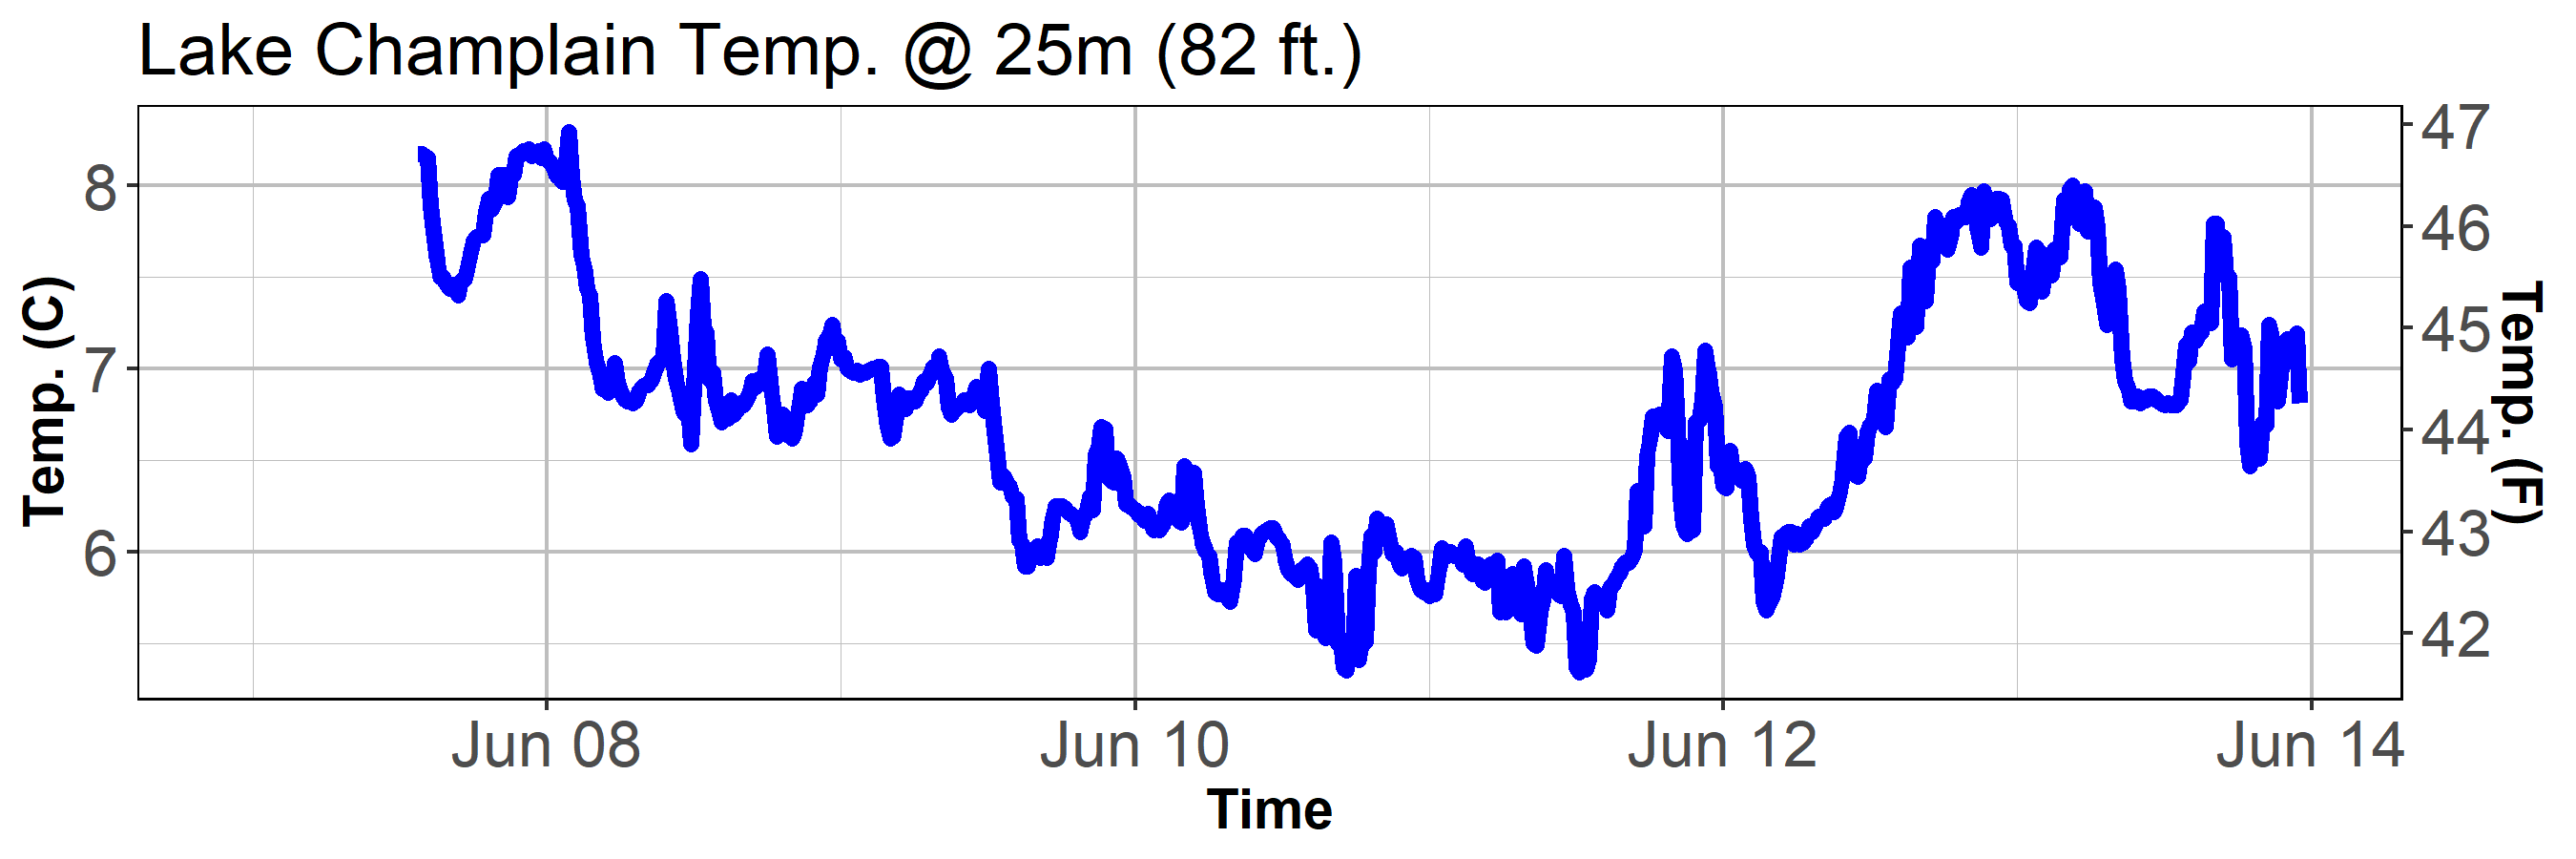 Lake Champlain Temp. @ 25m (82 ft.)
8
7
6
Temp. (C)
47
46
45
44
43
42
Temp. (F)
Jun 08
Jun 10
Jun 12
Jun 14
Time